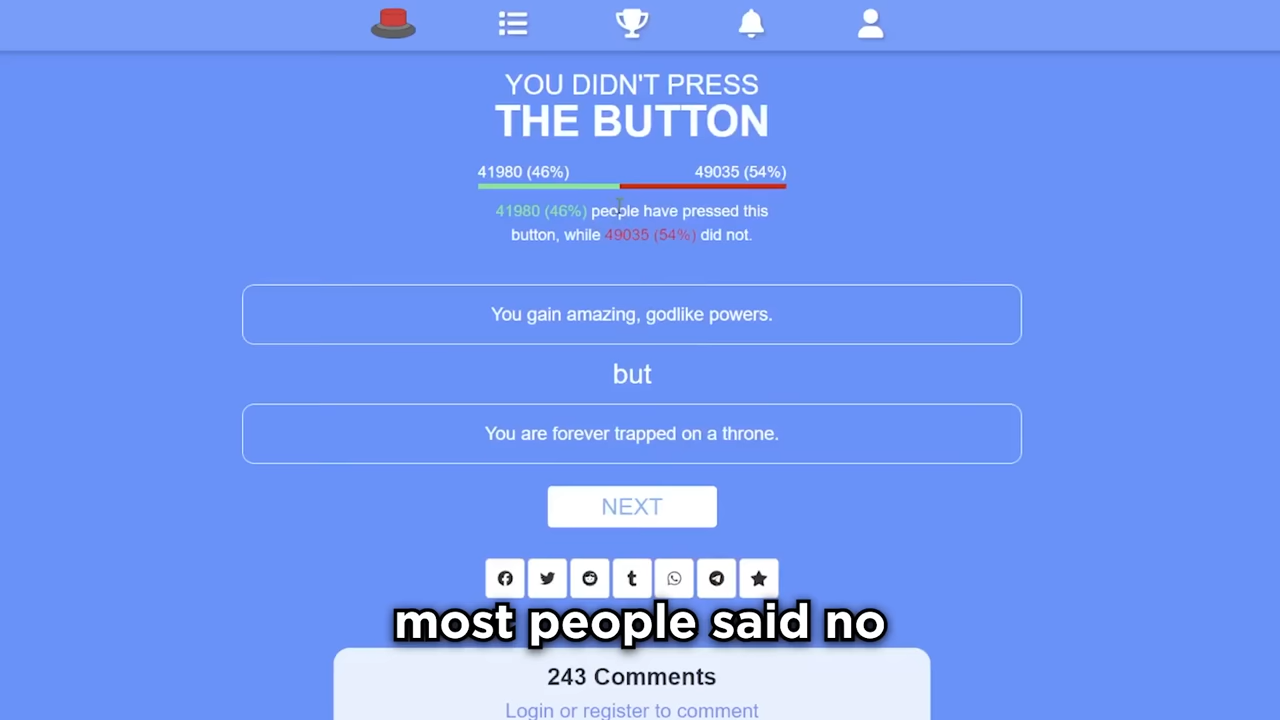 YOU DIDN'T PRESS
THE BUTTON
41980 (46%) 49035 (54%)
41980 (46%) people have pressed this
button, while 49035 (54%) did not.
You gain amazing, godlike powers.
but
You are forever trapped on a throne.
NEXT
most people said no
243 Comments
Login or register to comment